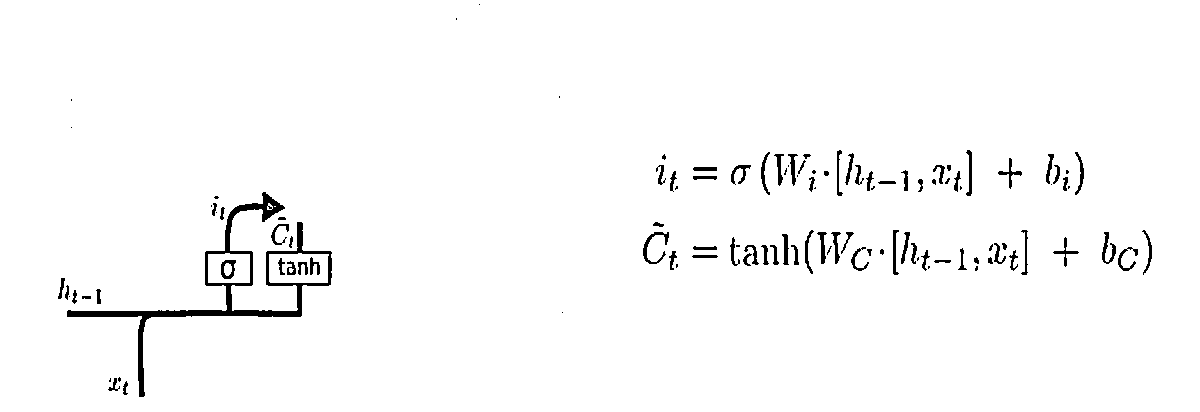 i_t = σ(W_i·[h_{t−1}, x_t] + b_i)
C̃_t = tanh(W_C·[h_{t−1}, x_t] + b_C)
i_t
C̃_t
σ tanh
h_{t−1}
x_t